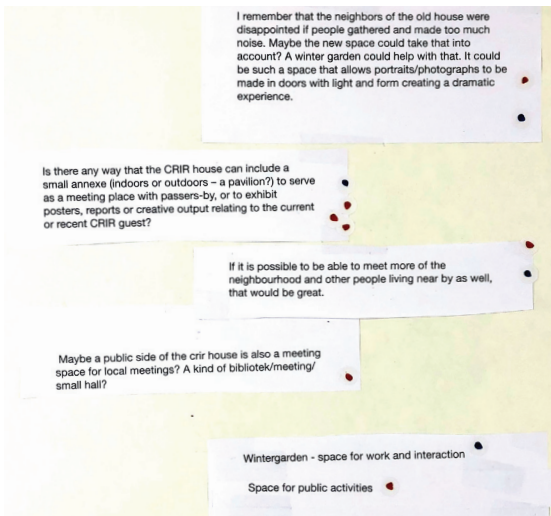 I remember that the neighbors of the old house were
disappointed if people gathered and made too much
noise. Maybe the new space could take that into
account? A winter garden could help with that. It could
be such a space that allows portraits/photographs to be
made in doors with light and form creating a dramatic
experience.
Is there any way that the CRIR house can include a
small annexe (indoors or outdoors – a pavilion?) to serve
as a meeting place with passers-by, or to exhibit
posters, reports or creative output relating to the current
or recent CRIR guest?
If it is possible to be able to meet more of the
neighbourhood and other people living near by as well,
that would be great.
Maybe a public side of the crir house is also a meeting
space for local meetings? A kind of bibliotek/meeting/
small hall?
Wintergarden - space for work and interaction
Space for public activities